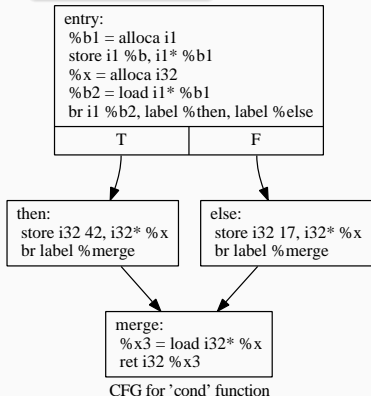 entry:
%b1 = alloca i1
store i1 %b, i1* %b1
%x = alloca i32
%b2 = load i1* %b1
br i1 %b2, label %then, label %else
T
F
then:
store i32 42, i32* %x
br label %merge
else:
store i32 17, i32* %x
br label %merge
merge:
%x3 = load i32* %x
ret i32 %x3
CFG for 'cond' function